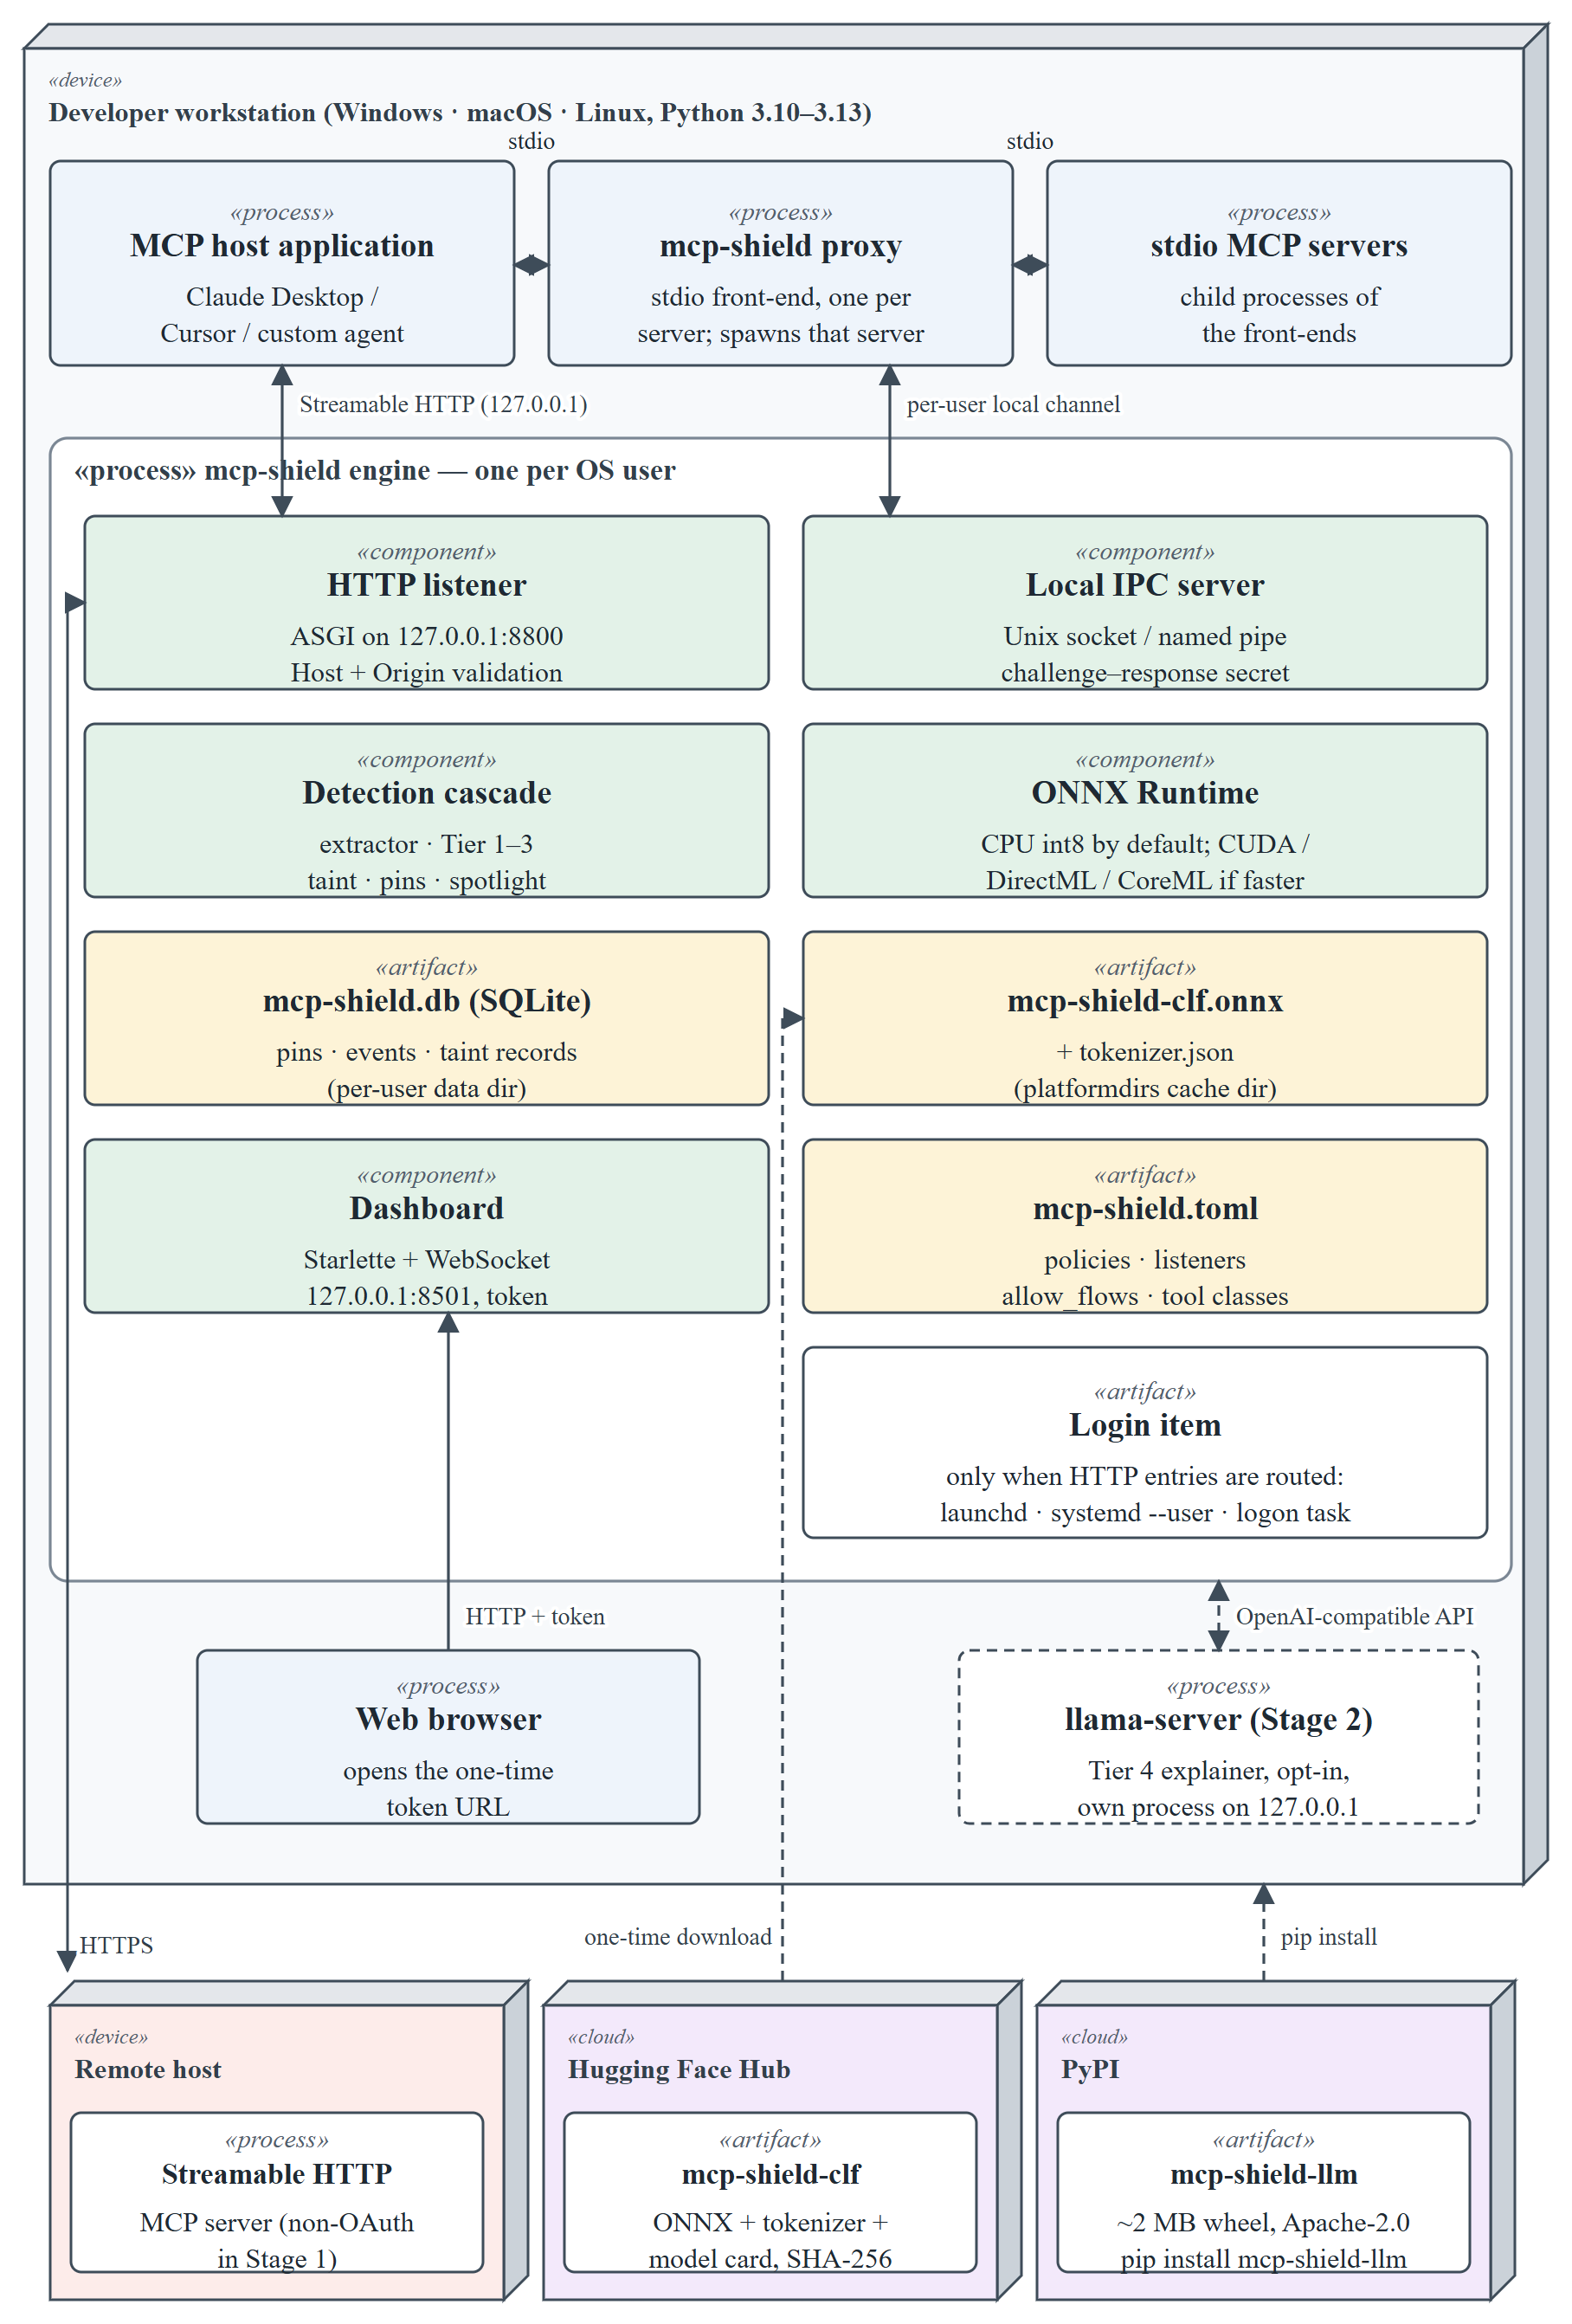 «device»
Developer workstation (Windows · macOS · Linux, Python 3.10–3.13)
stdio
stdio
«process»
MCP host application
Claude Desktop /
Cursor / custom agent
«process»
mcp-shield proxy
stdio front-end, one per
server; spawns that server
«process»
stdio MCP servers
child processes of
the front-ends
Streamable HTTP (127.0.0.1)
per-user local channel
«process» mcp-shield engine — one per OS user
«component»
HTTP listener
ASGI on 127.0.0.1:8800
Host + Origin validation
«component»
Local IPC server
Unix socket / named pipe
challenge–response secret
«component»
Detection cascade
extractor · Tier 1–3
taint · pins · spotlight
«component»
ONNX Runtime
CPU int8 by default; CUDA /
DirectML / CoreML if faster
«artifact»
mcp-shield.db (SQLite)
pins · events · taint records
(per-user data dir)
«artifact»
mcp-shield-clf.onnx
+ tokenizer.json
(platformdirs cache dir)
«component»
Dashboard
Starlette + WebSocket
127.0.0.1:8501, token
«artifact»
mcp-shield.toml
policies · listeners
allow_flows · tool classes
«artifact»
Login item
only when HTTP entries are routed:
launchd · systemd --user · logon task
HTTP + token
OpenAI-compatible API
«process»
Web browser
opens the one-time
token URL
«process»
llama-server (Stage 2)
Tier 4 explainer, opt-in,
own process on 127.0.0.1
HTTPS
one-time download
pip install
«device»
Remote host
«process»
Streamable HTTP
MCP server (non-OAuth
in Stage 1)
«cloud»
Hugging Face Hub
«artifact»
mcp-shield-clf
ONNX + tokenizer +
model card, SHA-256
«cloud»
PyPI
«artifact»
mcp-shield-llm
~2 MB wheel, Apache-2.0
pip install mcp-shield-llm